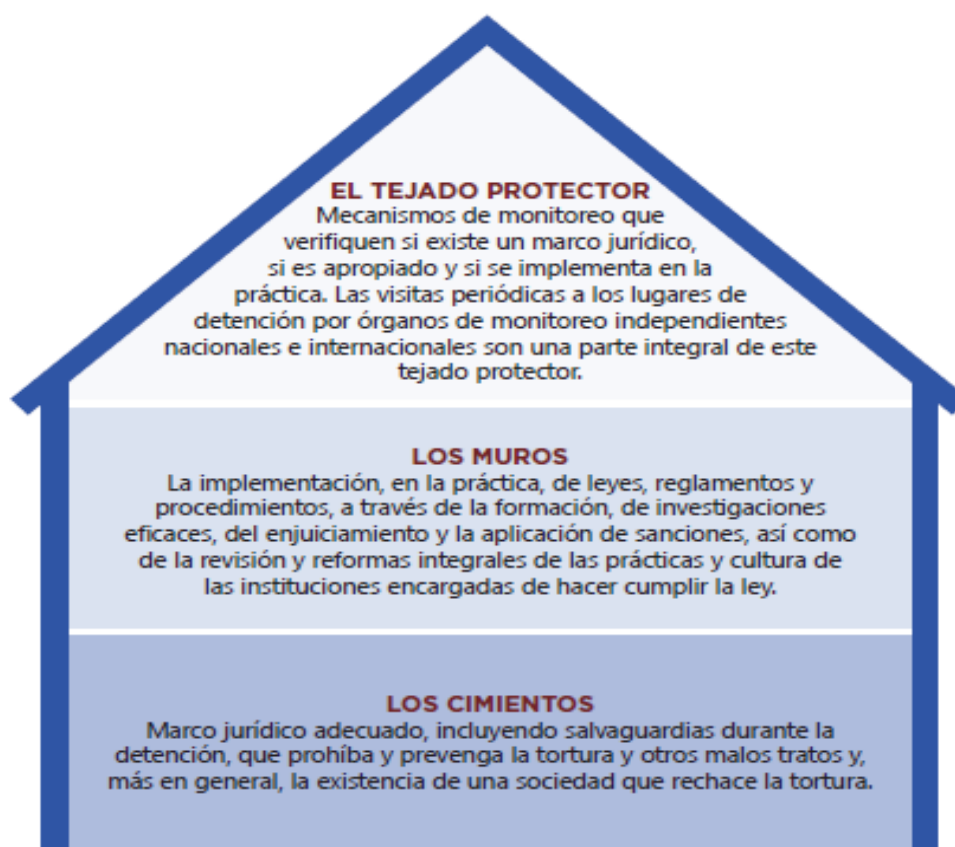 EL TEJADO PROTECTOR
Mecanismos de monitoreo que
verifiquen si existe un marco jurídico,
si es apropiado y si se implementa en la
práctica. Las visitas periódicas a los lugares de
detención por órganos de monitoreo independientes
nacionales e internacionales son una parte integral de este
tejado protector.
LOS MUROS
La implementación, en la práctica, de leyes, reglamentos y
procedimientos, a través de la formación, de investigaciones
eficaces, del enjuiciamiento y la aplicación de sanciones, así como
de la revisión y reformas integrales de las prácticas y cultura de
las instituciones encargadas de hacer cumplir la ley.
LOS CIMIENTOS
Marco jurídico adecuado, incluyendo salvaguardias durante la
detención, que prohíba y prevenga la tortura y otros malos tratos y,
más en general, la existencia de una sociedad que rechace la tortura.